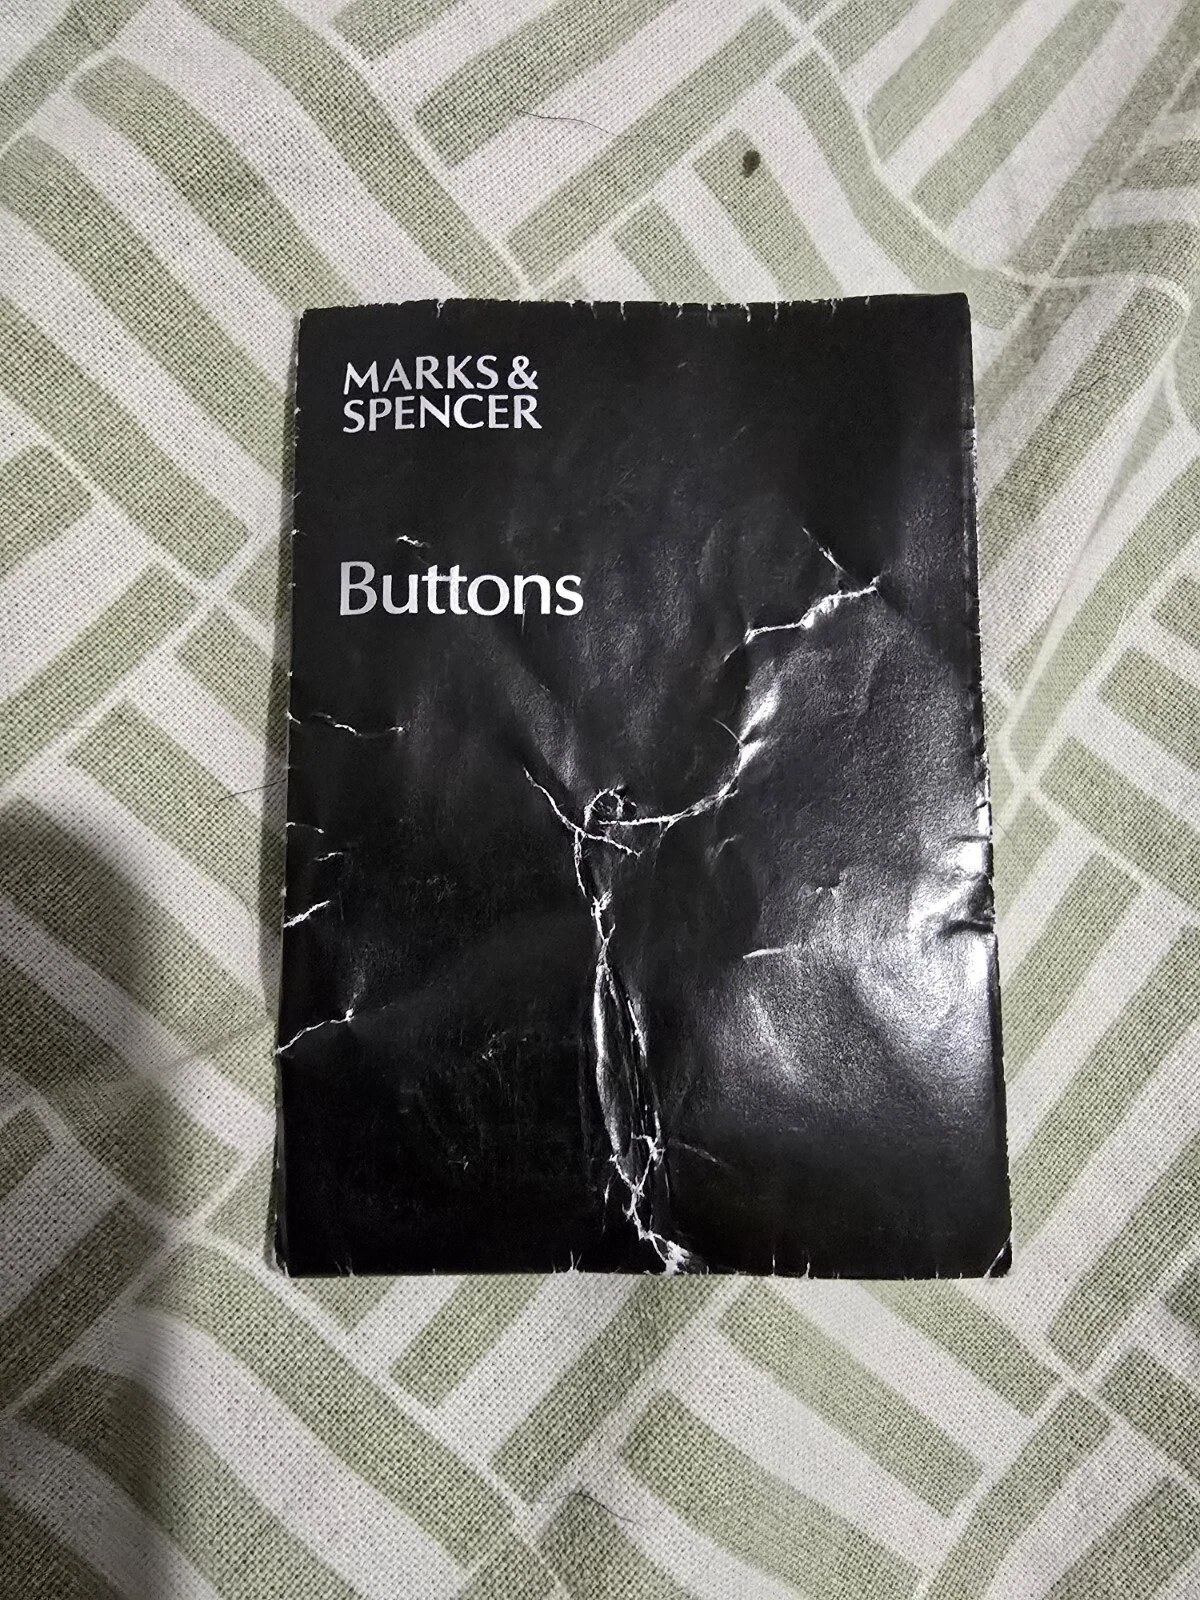 MARKS &
SPENCER
Buttons